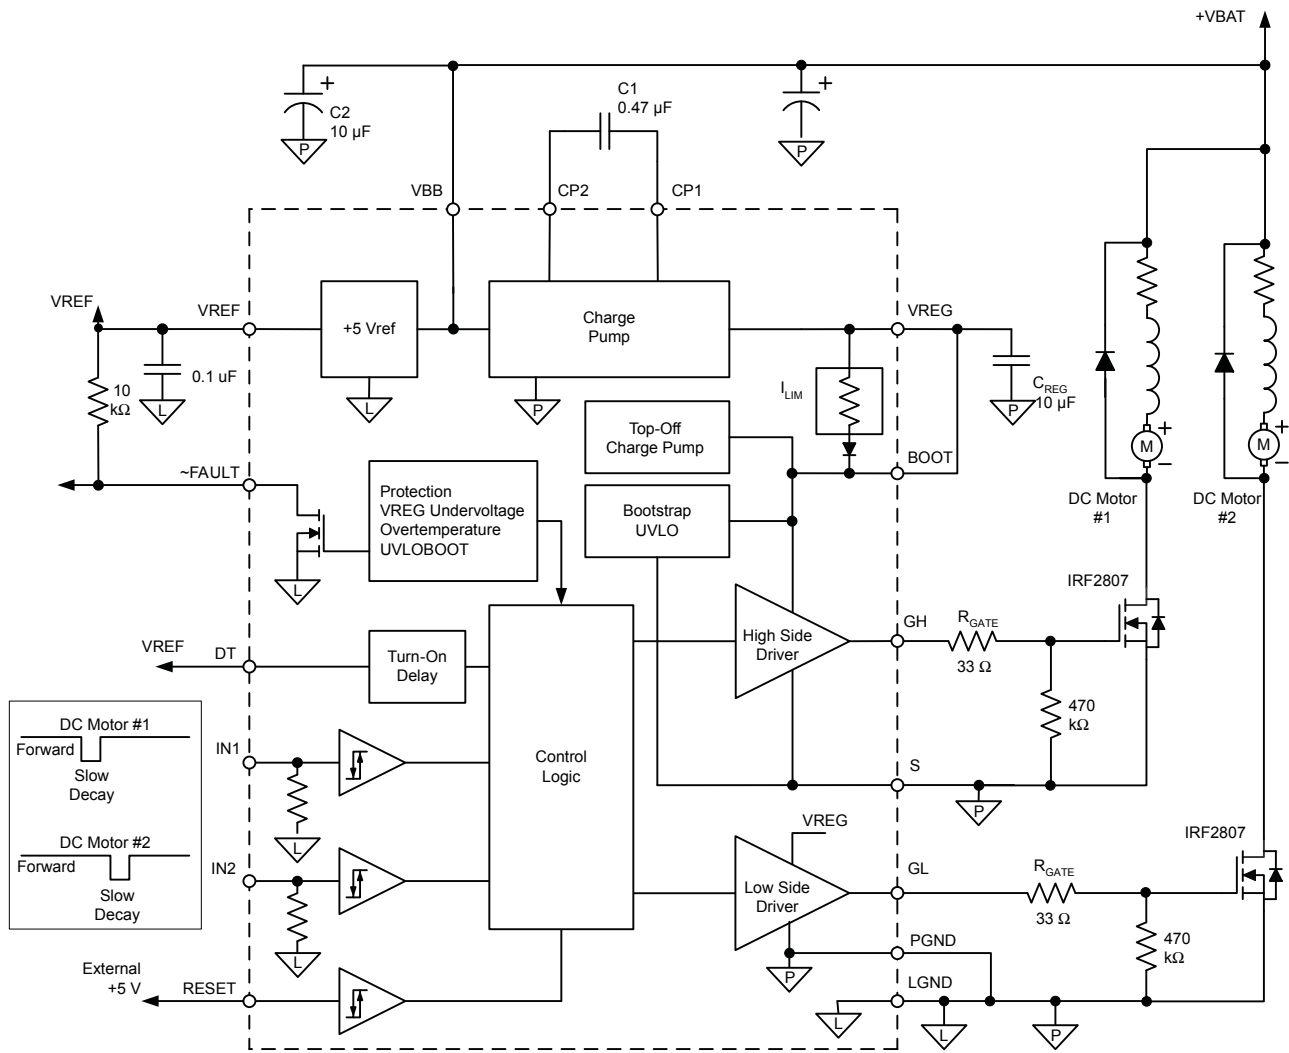 +VBAT
+
C2
10 µF
P
C1
0.47 µF
+
P
VBB
CP2
CP1
VREF
VREF
+5 Vref
Charge
Pump
VREG
10
kΩ
0.1 uF
L
L
P
I_LIM
C_REG
10 µF
P
Top-Off
Charge Pump
BOOT
M
+
–
M
+
–
~FAULT
Protection
VREG Undervoltage
Overtemperature
UVLOBOOT
Bootstrap
UVLO
DC Motor
#1
DC Motor
#2
L
IRF2807
VREF
DT
Turn-On
Delay
High Side
Driver
GH
R_GATE
33 Ω
470
kΩ
DC Motor #1
Forward
Slow
Decay
IN1
Control
Logic
S
P
L
DC Motor #2
Forward
Slow
Decay
IN2
VREG
IRF2807
Low Side
Driver
GL
R_GATE
33 Ω
470
kΩ
L
PGND
P
External
+5 V
RESET
LGND
L
L
P